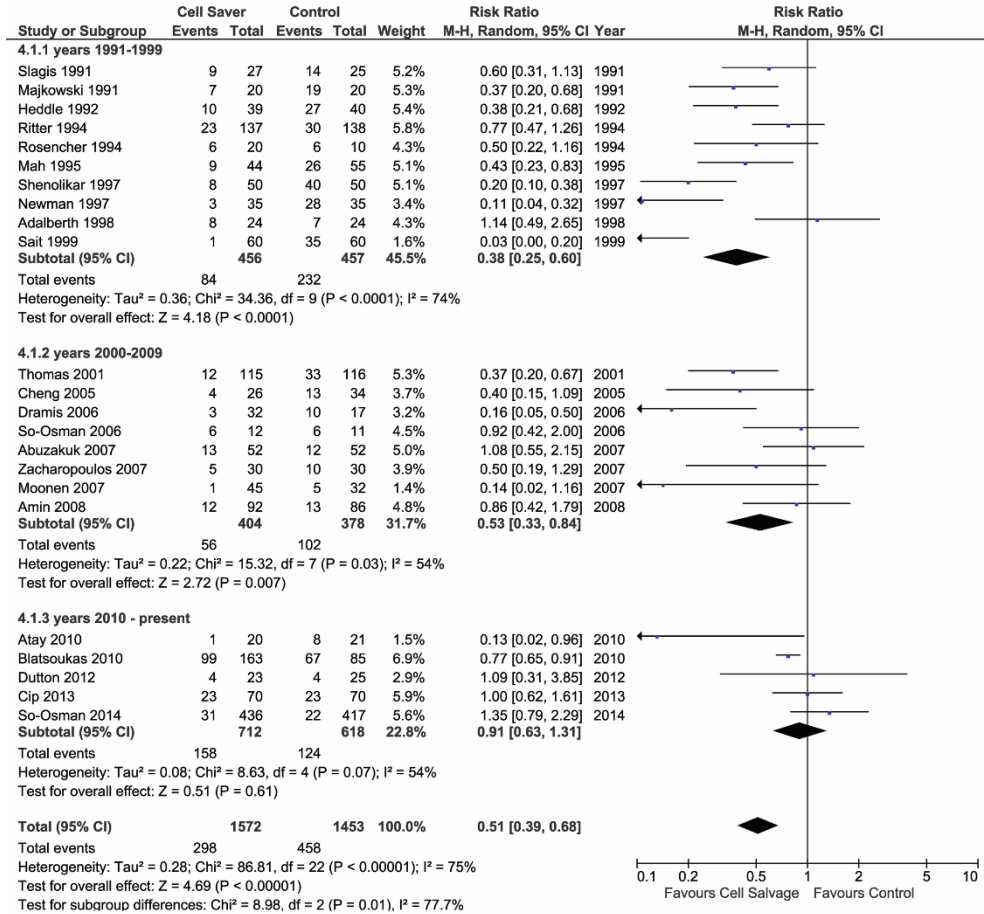 Cell Saver Control Risk Ratio Risk Ratio
Study or Subgroup Events Total Events Total Weight M-H, Random, 95% CI Year M-H, Random, 95% CI
4.1.1 years 1991-1999
Slagis 1991 9 27 14 25 5.2% 0.60 [0.31, 1.13] 1991
Majkowski 1991 7 20 19 20 5.3% 0.37 [0.20, 0.68] 1991
Heddle 1992 10 39 27 40 5.4% 0.38 [0.21, 0.68] 1992
Ritter 1994 23 137 30 138 5.8% 0.77 [0.47, 1.26] 1994
Rosencher 1994 6 20 6 10 4.5% 0.50 [0.22, 1.16] 1994
Mah 1995 9 44 26 55 5.2% 0.43 [0.23, 0.83] 1995
Shenolikar 1997 8 50 40 50 5.1% 0.20 [0.10, 0.38] 1997
Newman 1997 3 35 28 35 3.4% 0.11 [0.04, 0.32] 1997
Adalberth 1998 8 24 7 24 4.3% 1.14 [0.49, 2.65] 1998
Sait 1999 1 60 35 60 1.6% 0.03 [0.00, 0.20] 1999
Subtotal (95% CI) 456 457 45.5% 0.38 [0.25, 0.60]
Total events 84 232
Heterogeneity: Tau² = 0.36; Chi² = 34.36, df = 9 (P < 0.0001); I² = 74%
Test for overall effect: Z = 4.18 (P < 0.0001)
4.1.2 years 2000-2009
Thomas 2001 12 115 33 116 5.3% 0.37 [0.20, 0.67] 2001
Cheng 2005 4 26 13 34 3.7% 0.40 [0.15, 1.09] 2005
Dramis 2006 3 32 10 17 3.2% 0.16 [0.05, 0.50] 2006
So-Osman 2006 6 12 6 11 4.5% 0.92 [0.42, 2.00] 2006
Abuzakuk 2007 13 52 12 52 5.0% 1.08 [0.55, 2.15] 2007
Zacharopoulos 2007 5 30 10 30 3.9% 0.50 [0.19, 1.29] 2007
Moonen 2007 1 45 5 32 1.4% 0.14 [0.02, 1.16] 2007
Amin 2008 12 92 13 86 4.8% 0.86 [0.42, 1.79] 2008
Subtotal (95% CI) 404 378 31.7% 0.53 [0.33, 0.84]
Total events 56 102
Heterogeneity: Tau² = 0.22; Chi² = 15.32, df = 7 (P = 0.03); I² = 54%
Test for overall effect: Z = 2.72 (P = 0.007)
4.1.3 years 2010 - present
Atay 2010 1 20 8 21 1.5% 0.13 [0.02, 0.96] 2010
Blatsoukas 2010 99 163 67 85 6.9% 0.77 [0.65, 0.91] 2010
Dutton 2012 4 23 4 25 2.9% 1.09 [0.31, 3.85] 2012
Cip 2013 23 70 23 70 5.9% 1.00 [0.62, 1.61] 2013
So-Osman 2014 31 436 22 417 5.6% 1.35 [0.79, 2.29] 2014
Subtotal (95% CI) 712 618 22.8% 0.91 [0.63, 1.31]
Total events 158 124
Heterogeneity: Tau² = 0.08; Chi² = 8.63, df = 4 (P = 0.07); I² = 54%
Test for overall effect: Z = 0.51 (P = 0.61)
Total (95% CI) 1572 1453 100.0% 0.51 [0.39, 0.68]
Total events 298 458
Heterogeneity: Tau² = 0.28; Chi² = 86.81, df = 22 (P < 0.00001); I² = 75%
Test for overall effect: Z = 4.69 (P < 0.00001)
Test for subgroup differences: Chi² = 8.98, df = 2 (P = 0.01), I² = 77.7%
0.1 0.2 0.5 1 2 5 10
Favours Cell Salvage Favours Control